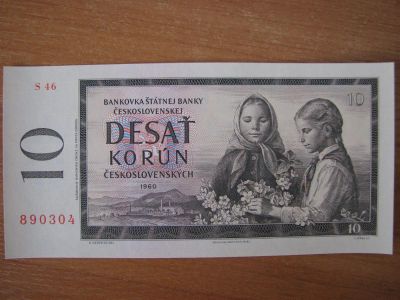 S 46
BANKOVKA ŠTÁTNEJ BANKY
ČESKOSLOVENSKEJ
10
10
DESAŤ
KORÚN
ČESKOSLOVENSKÝCH
1960
890304
10